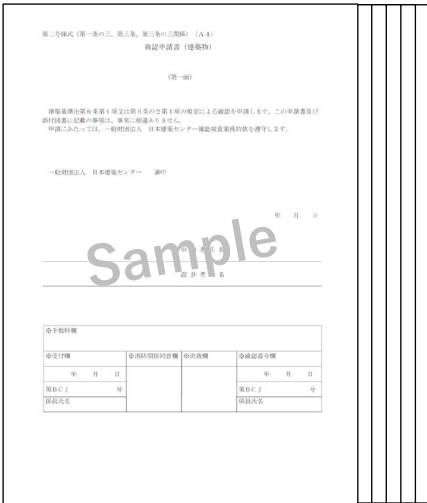 第二号様式（第一条の三、第三条、第三条の三関係）（A４）
確認申請書（建築物）
（第一面）
建築基準法第６条第１項又は第６条の２第１項の規定による確認を申請します。この申請書及び
添付図書に記載の事項は、事実に相違ありません。
申請にあたっては、一般財団法人 日本建築センター確認検査業務約款を遵守します。
一般財団法人 日本建築センター 御中
年 月 日
申 請 者 氏 名
設 計 者 氏 名
Sample
※手数料欄
※受付欄 ※消防関係同意欄 ※決裁欄 ※確認番号欄
年 月 日 年 月 日
第ＢＣＪ 号 第ＢＣＪ 号
係員氏名 係員氏名